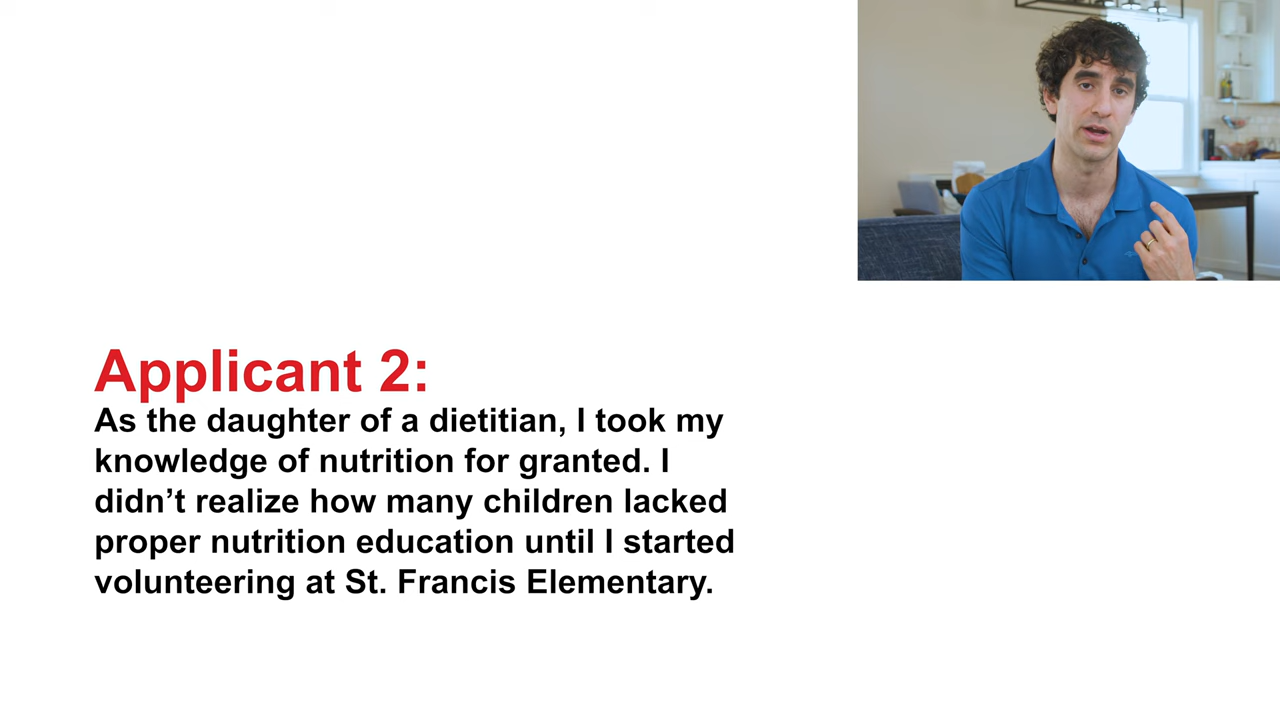 Applicant 2:
As the daughter of a dietitian, I took my
knowledge of nutrition for granted. I
didn’t realize how many children lacked
proper nutrition education until I started
volunteering at St. Francis Elementary.